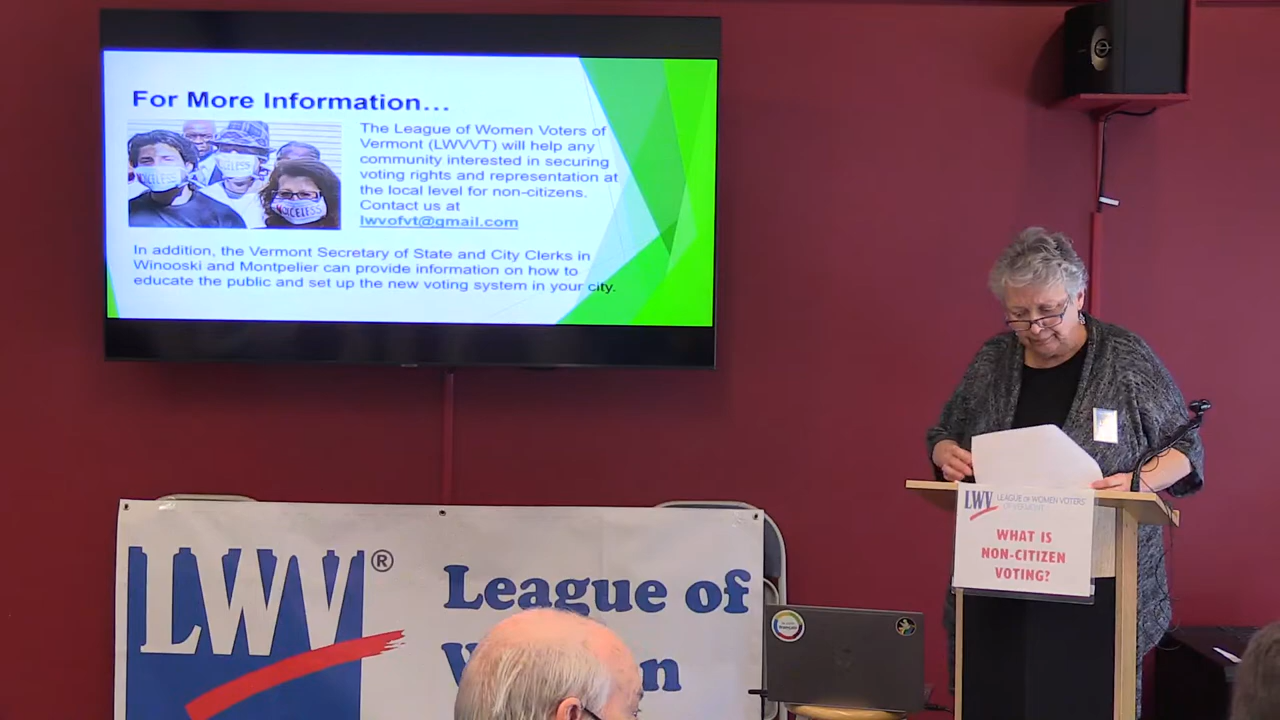 For More Information…
The League of Women Voters of
Vermont (LWVVT) will help any
community interested in securing
voting rights and representation at
the local level for non-citizens.
Contact us at
lwvofvt@gmail.com
VOICELESS
In addition, the Vermont Secretary of State and City Clerks in
Winooski and Montpelier can provide information on how to
educate the public and set up the new voting system in your city.
LWV LEAGUE OF WOMEN VOTERS®
OF VERMONT
WHAT IS
NON-CITIZEN
VOTING?
LWV®
League of